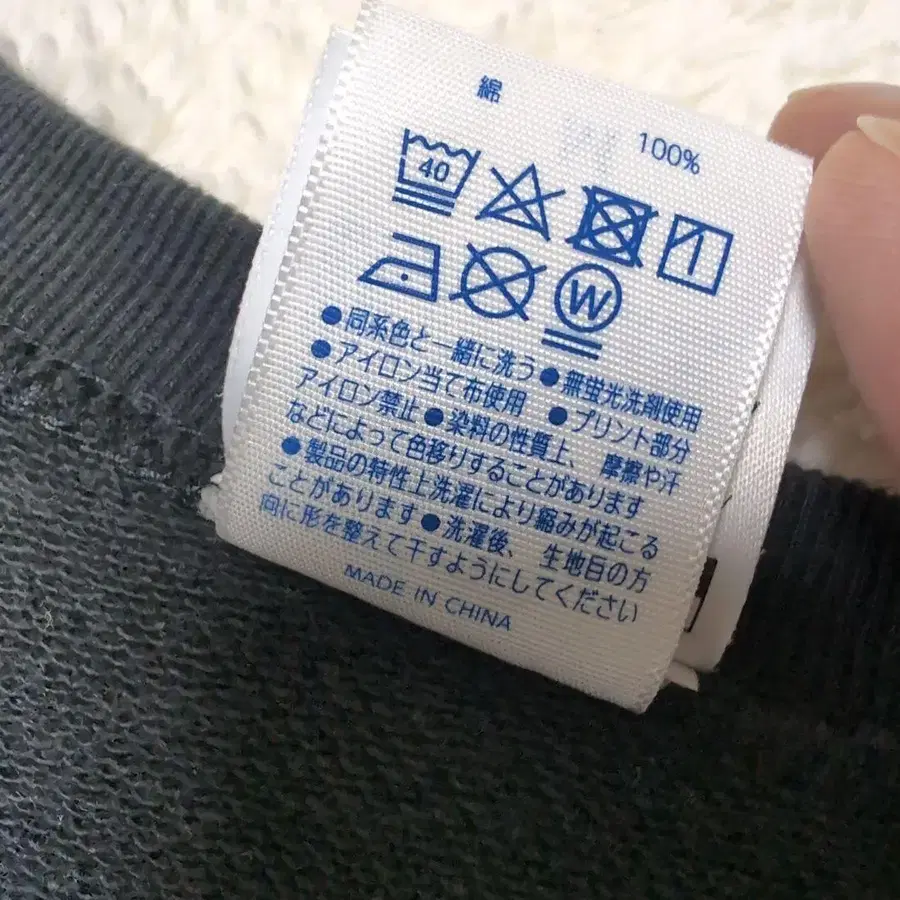 綿 100%
40
W
●同系色と一緒に洗う●無蛍光洗剤使用
●アイロン当て布使用 ●プリント部分
アイロン禁止●染料の性質上、摩擦や汗
などによって色移りすることがあります
●製品の特性上洗濯により縮みが起こる
ことがあります●洗濯後、生地目の方
向に形を整えて干すようにしてください
MADE IN CHINA